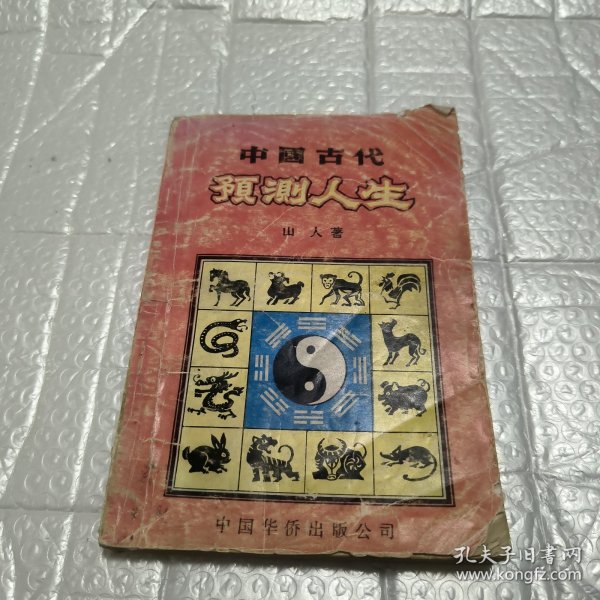 中國古代
預測人生
山人著
中国华侨出版公司
孔夫子旧书网
www.kongfz.com